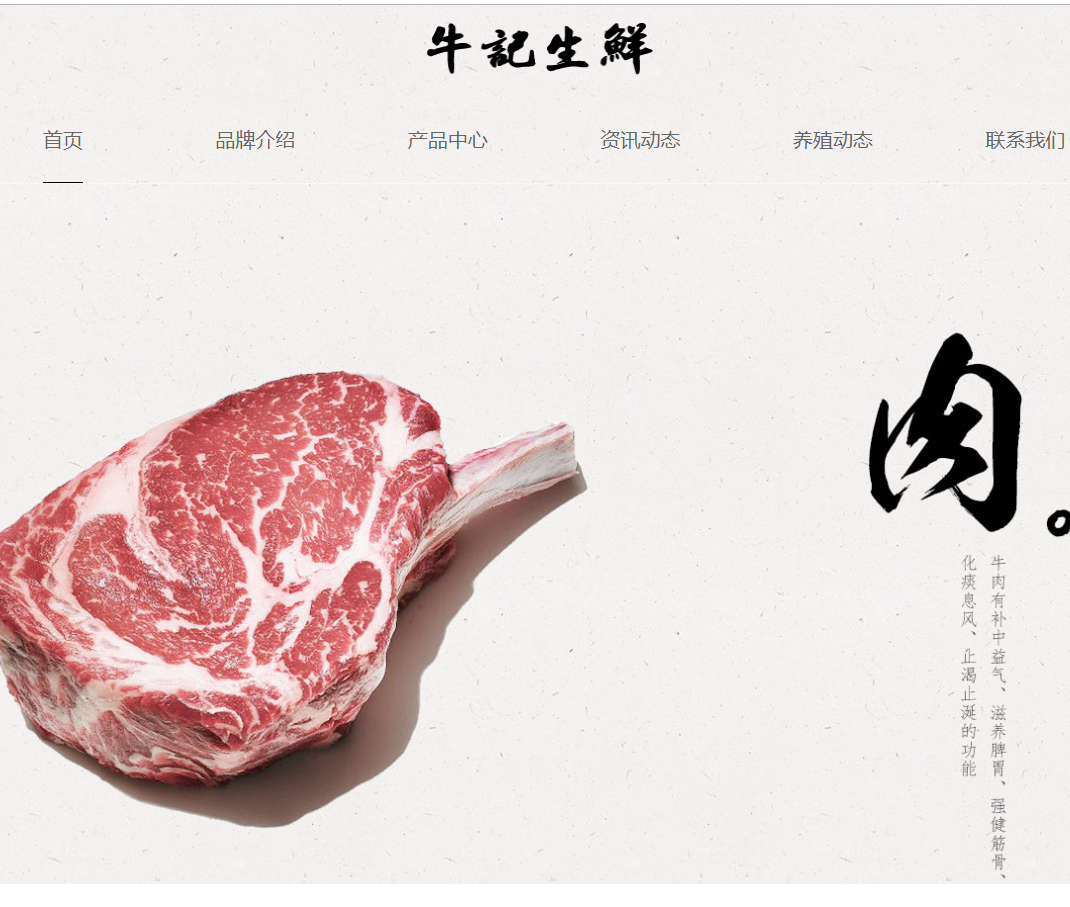 牛記生鮮
首页
品牌介绍
产品中心
资讯动态
养殖动态
联系我们
肉。
牛肉有补中益气、滋养脾胃、强健筋骨、
化痰息风、止渴止涎的功能